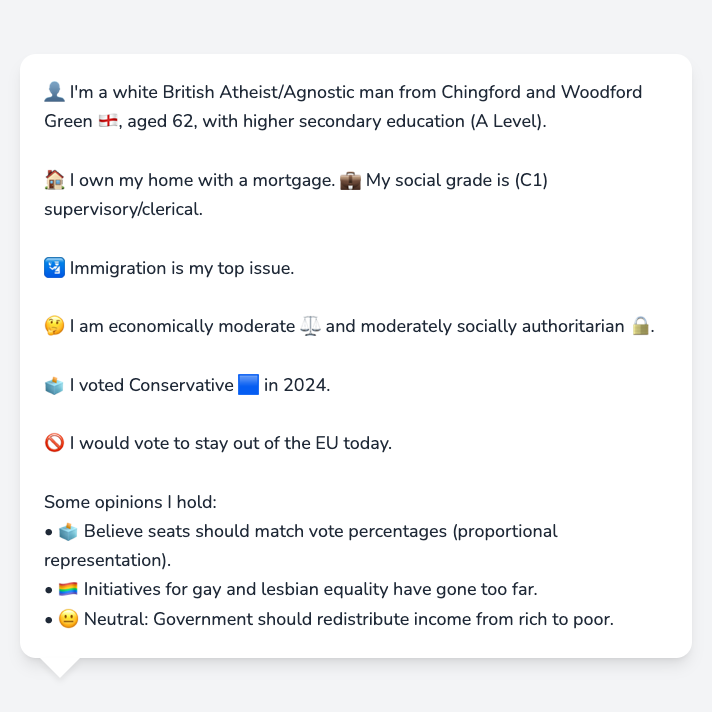 👤 I'm a white British Atheist/Agnostic man from Chingford and Woodford
Green 🏴󠁧󠁢󠁥󠁮󠁧󠁿, aged 62, with higher secondary education (A Level).
🏠 I own my home with a mortgage. 💼 My social grade is (C1)
supervisory/clerical.
🛂 Immigration is my top issue.
🤔 I am economically moderate ⚖️ and moderately socially authoritarian 🔒.
🗳️ I voted Conservative 🟦 in 2024.
🚫 I would vote to stay out of the EU today.
Some opinions I hold:
• 🗳️ Believe seats should match vote percentages (proportional
representation).
• 🏳️‍🌈 Initiatives for gay and lesbian equality have gone too far.
• 😐 Neutral: Government should redistribute income from rich to poor.